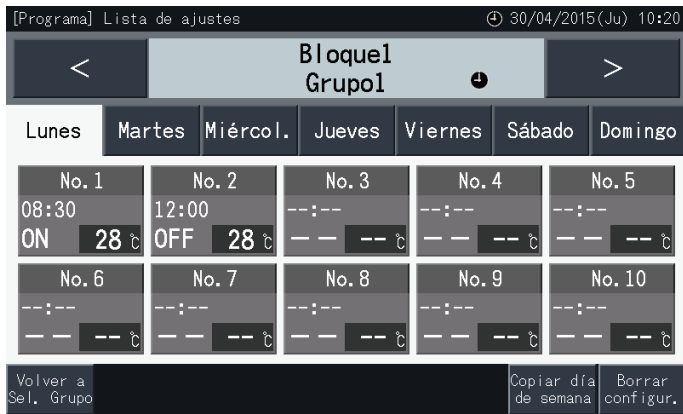 [Programa] Lista de ajustes 30/04/2015(Ju) 10:20
< Bloque1 >
Grupo1
Lunes Martes Miércol. Jueves Viernes Sábado Domingo
No.1 No.2 No.3 No.4 No.5
08:30 12:00 --:-- --:-- --:--
ON 28℃ OFF 28℃ -- --℃ -- --℃ -- --℃
No.6 No.7 No.8 No.9 No.10
--:-- --:-- --:-- --:-- --:--
-- --℃ -- --℃ -- --℃ -- --℃ -- --℃
Volver a Copiar día Borrar
Sel. Grupo de semana configur.